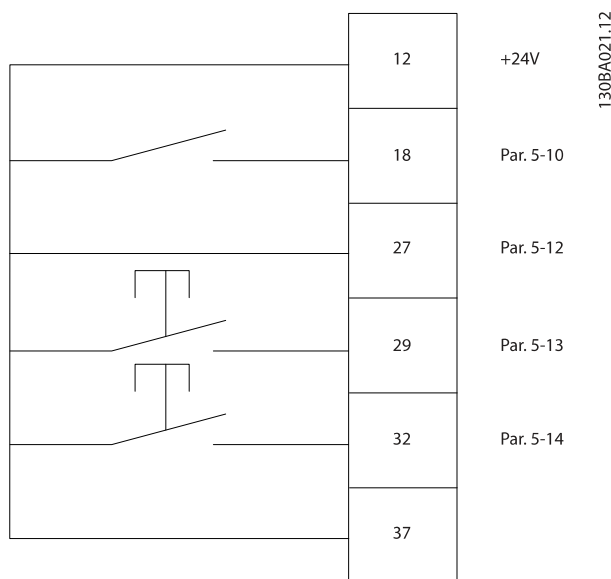 12 +24V
18 Par. 5-10
27 Par. 5-12
29 Par. 5-13
32 Par. 5-14
37
130BA021.12